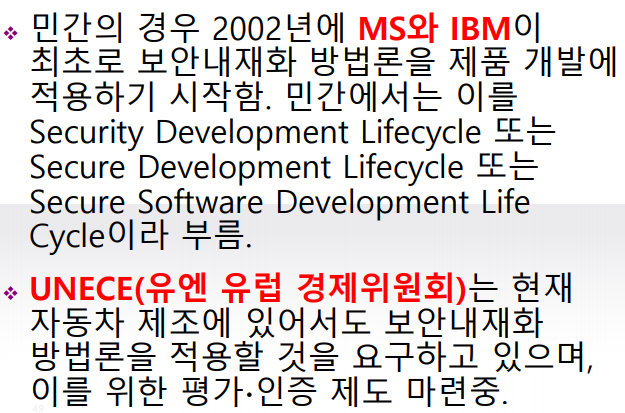 ❖ 민간의 경우 2002년에 MS와 IBM이
최초로 보안내재화 방법론을 제품 개발에
적용하기 시작함. 민간에서는 이를
Security Development Lifecycle 또는
Secure Development Lifecycle 또는
Secure Software Development Life
Cycle이라 부름.
❖ UNECE(유엔 유럽 경제위원회)는 현재
자동차 제조에 있어서도 보안내재화
방법론을 적용할 것을 요구하고 있으며,
이를 위한 평가·인증 제도 마련중.